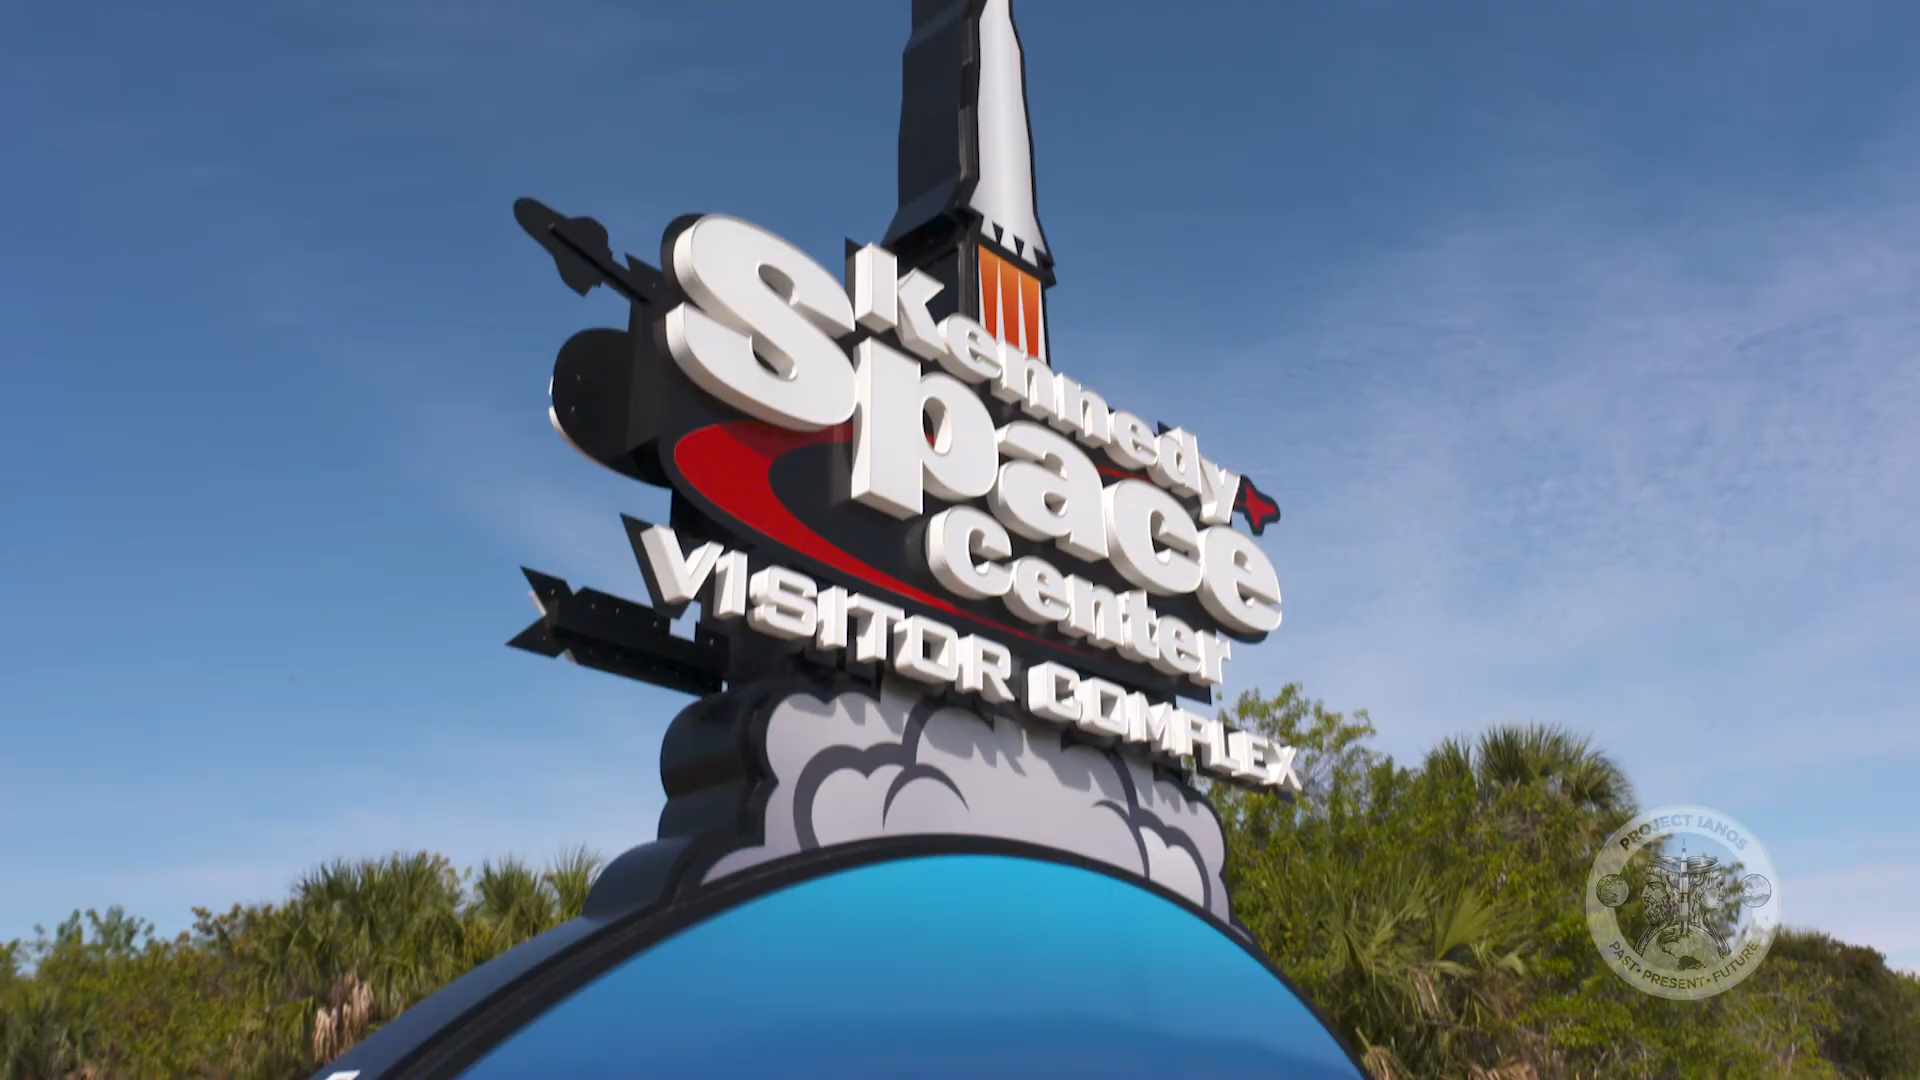 Kennedy
Space
Center
VISITOR COMPLEX
PROJECT IANOS
PAST • PRESENT • FUTURE